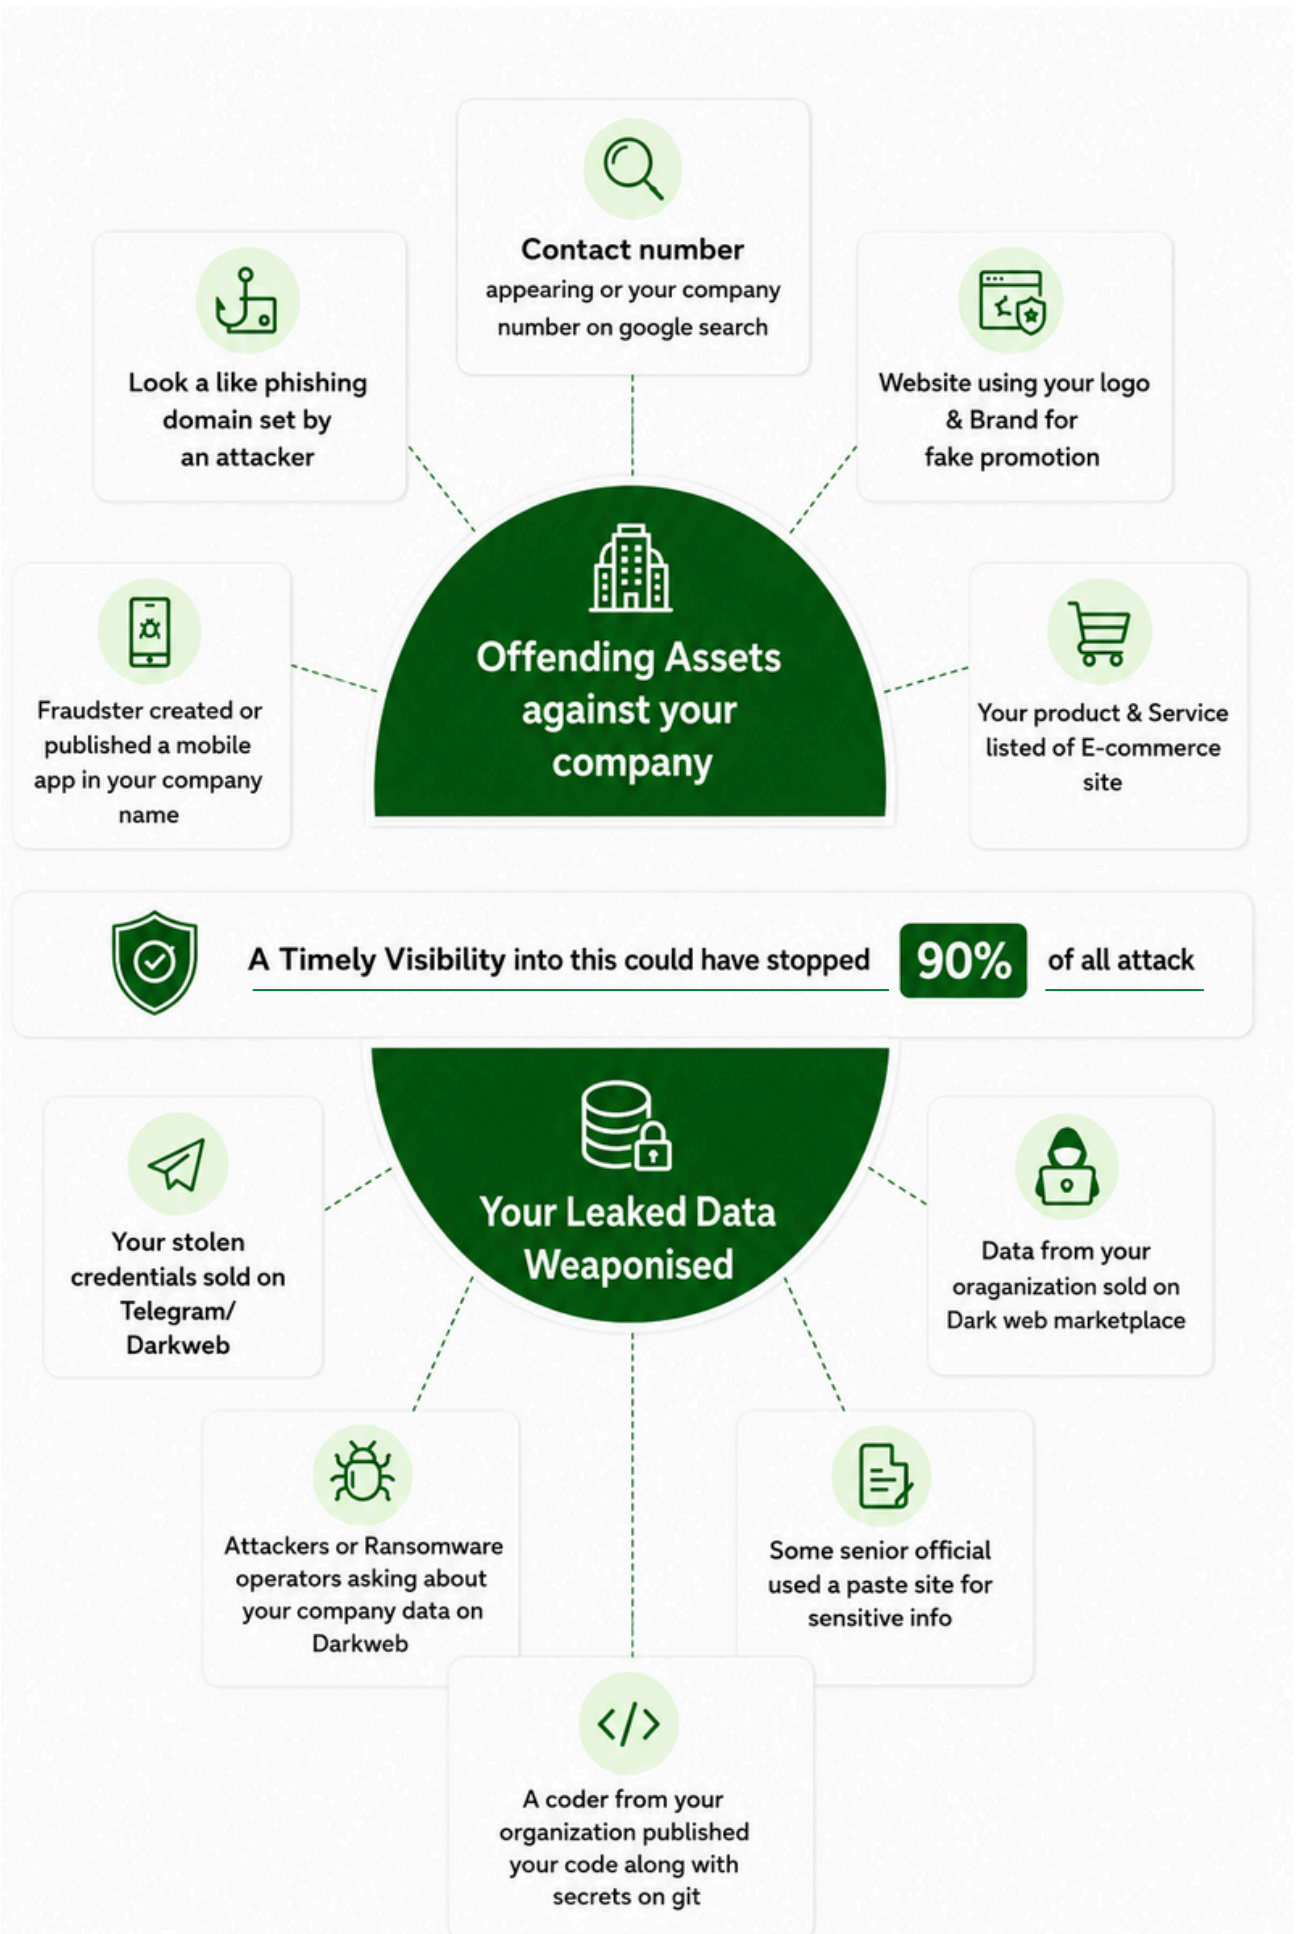 Contact number
appearing or your company
number on google search
Look a like phishing
domain set by
an attacker
Website using your logo
& Brand for
fake promotion
Offending Assets
against your
company
Fraudster created or
published a mobile
app in your company
name
Your product & Service
listed of E-commerce
site
A Timely Visibility into this could have stopped 90% of all attack
Your Leaked Data
Weaponised
Your stolen
credentials sold on
Telegram/
Darkweb
Data from your
oraganization sold on
Dark web marketplace
Attackers or Ransomware
operators asking about
your company data on
Darkweb
Some senior official
used a paste site for
sensitive info
A coder from your
organization published
your code along with
secrets on git